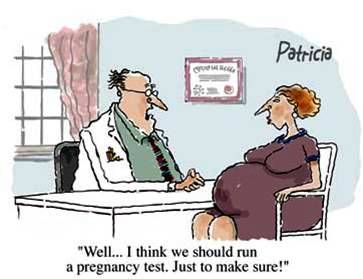 Patricia
"Well... I think we should run
a pregnancy test. Just to make sure!"